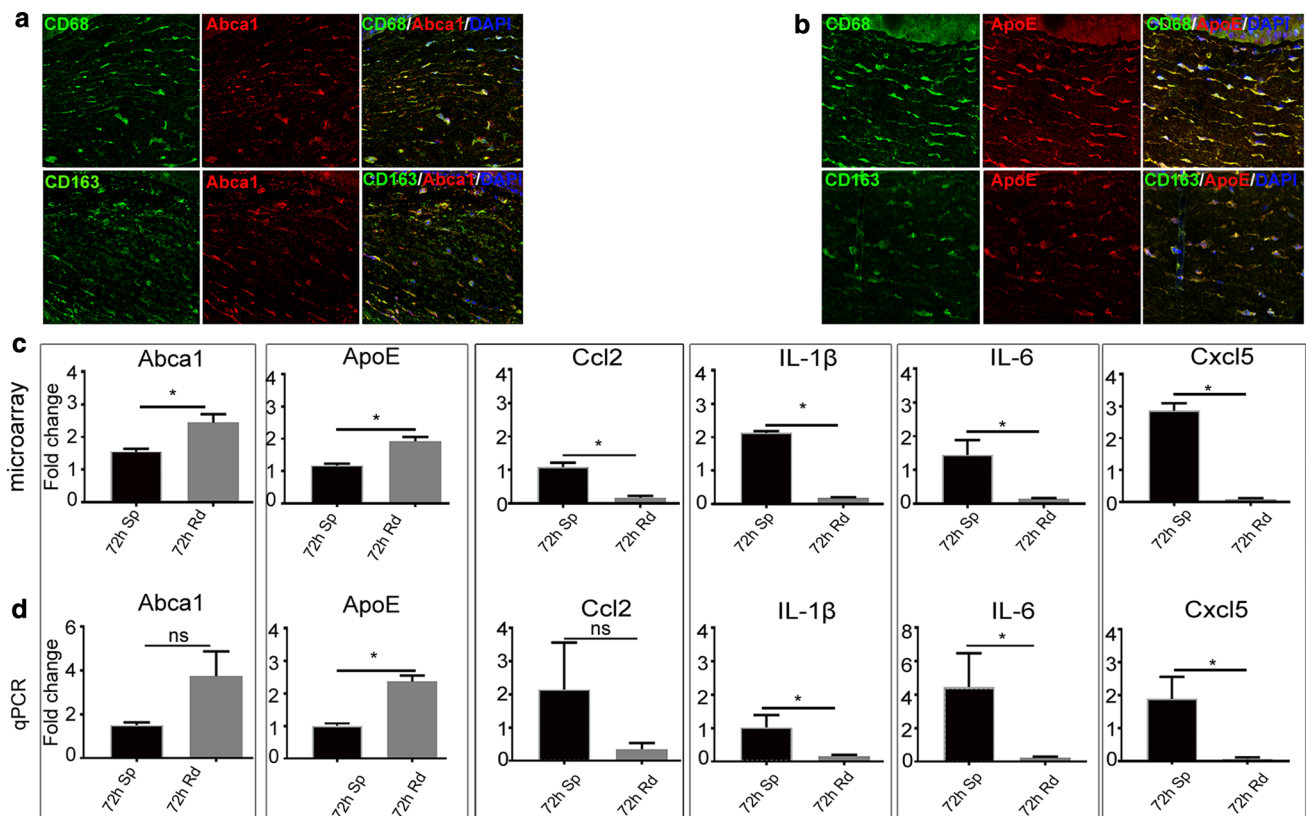 a
CD68
Abca1
CD68/Abca1/DAPI
CD163
Abca1
CD163/Abca1/DAPI
b
CD68
ApoE
CD68/ApoE/DAPI
CD163
ApoE
CD163/ApoE/DAPI
c
microarray
Abca1
Fold change
4
3
2
1
0
*
72h Sp
72h Rd
ApoE
4
3
2
1
0
*
72h Sp
72h Rd
Ccl2
4
3
2
1
0
*
72h Sp
72h Rd
IL-1β
4
3
2
1
0
*
72h Sp
72h Rd
IL-6
4
3
2
1
0
*
72h Sp
72h Rd
Cxcl5
4
3
2
1
0
*
72h Sp
72h Rd
d
qPCR
Abca1
Fold change
6
4
2
0
ns
72h Sp
72h Rd
ApoE
4
3
2
1
0
*
72h Sp
72h Rd
Ccl2
4
3
2
1
0
ns
72h Sp
72h Rd
IL-1β
4
3
2
1
0
*
72h Sp
72h Rd
IL-6
8
6
4
2
0
*
72h Sp
72h Rd
Cxcl5
4
3
2
1
0
*
72h Sp
72h Rd